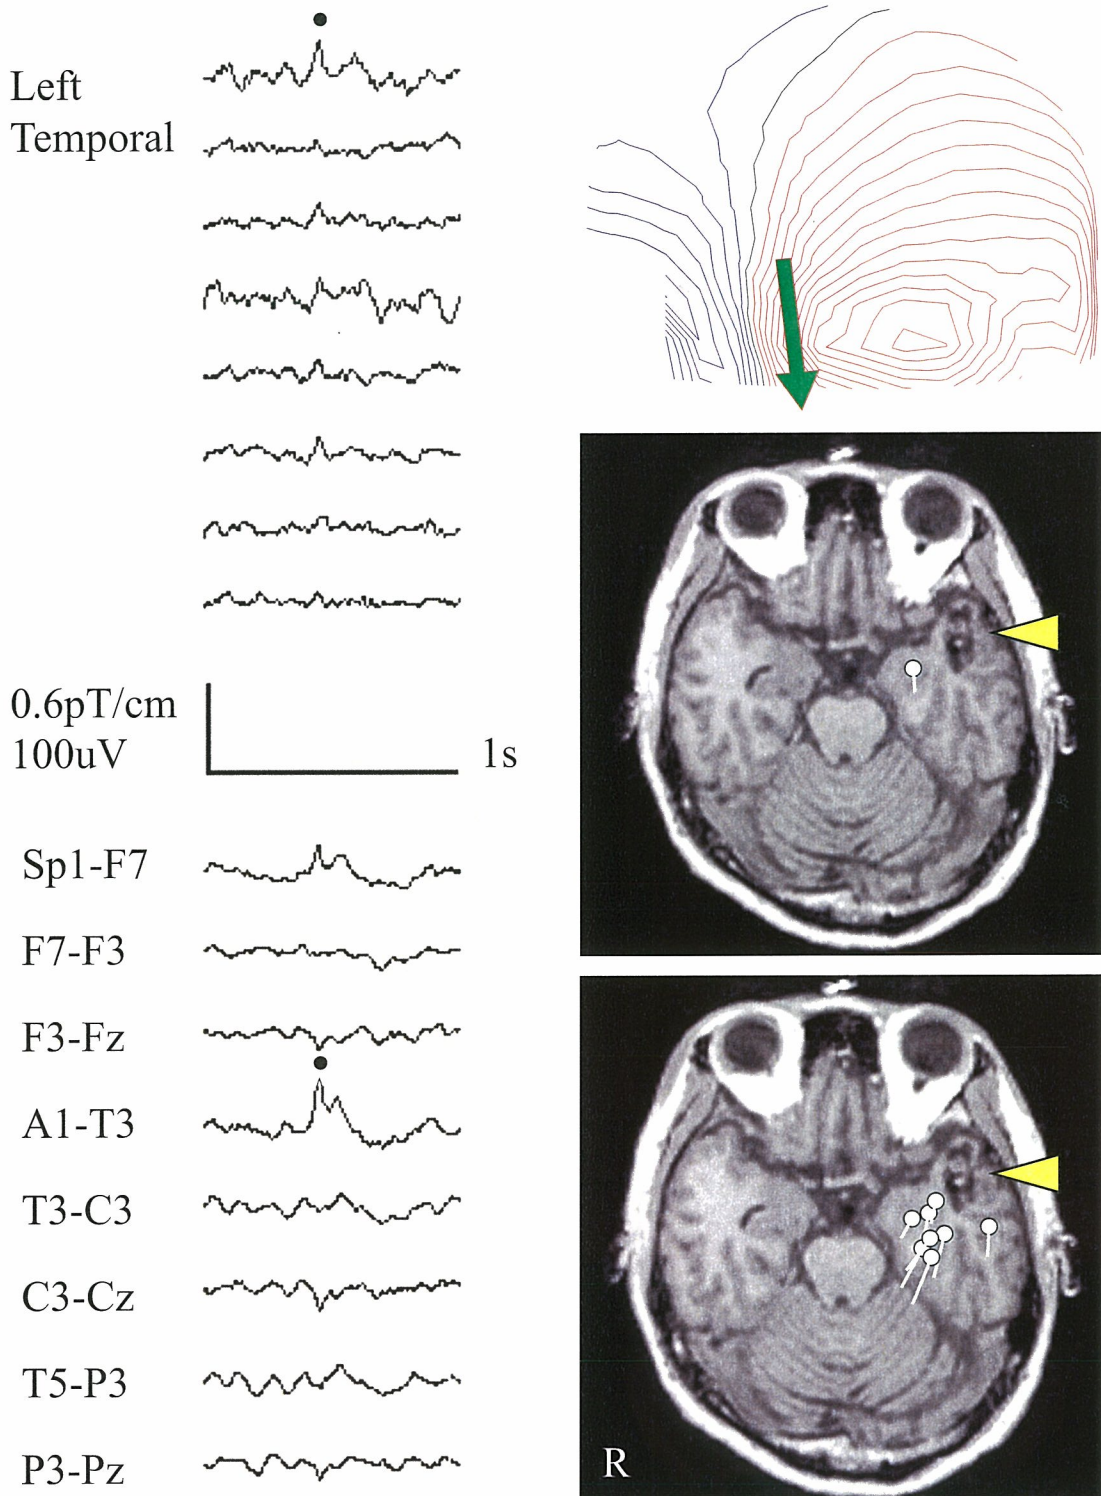 Left
Temporal
0.6pT/cm
100uV
1s
Sp1-F7
F7-F3
F3-Fz
A1-T3
T3-C3
C3-Cz
T5-P3
P3-Pz
R